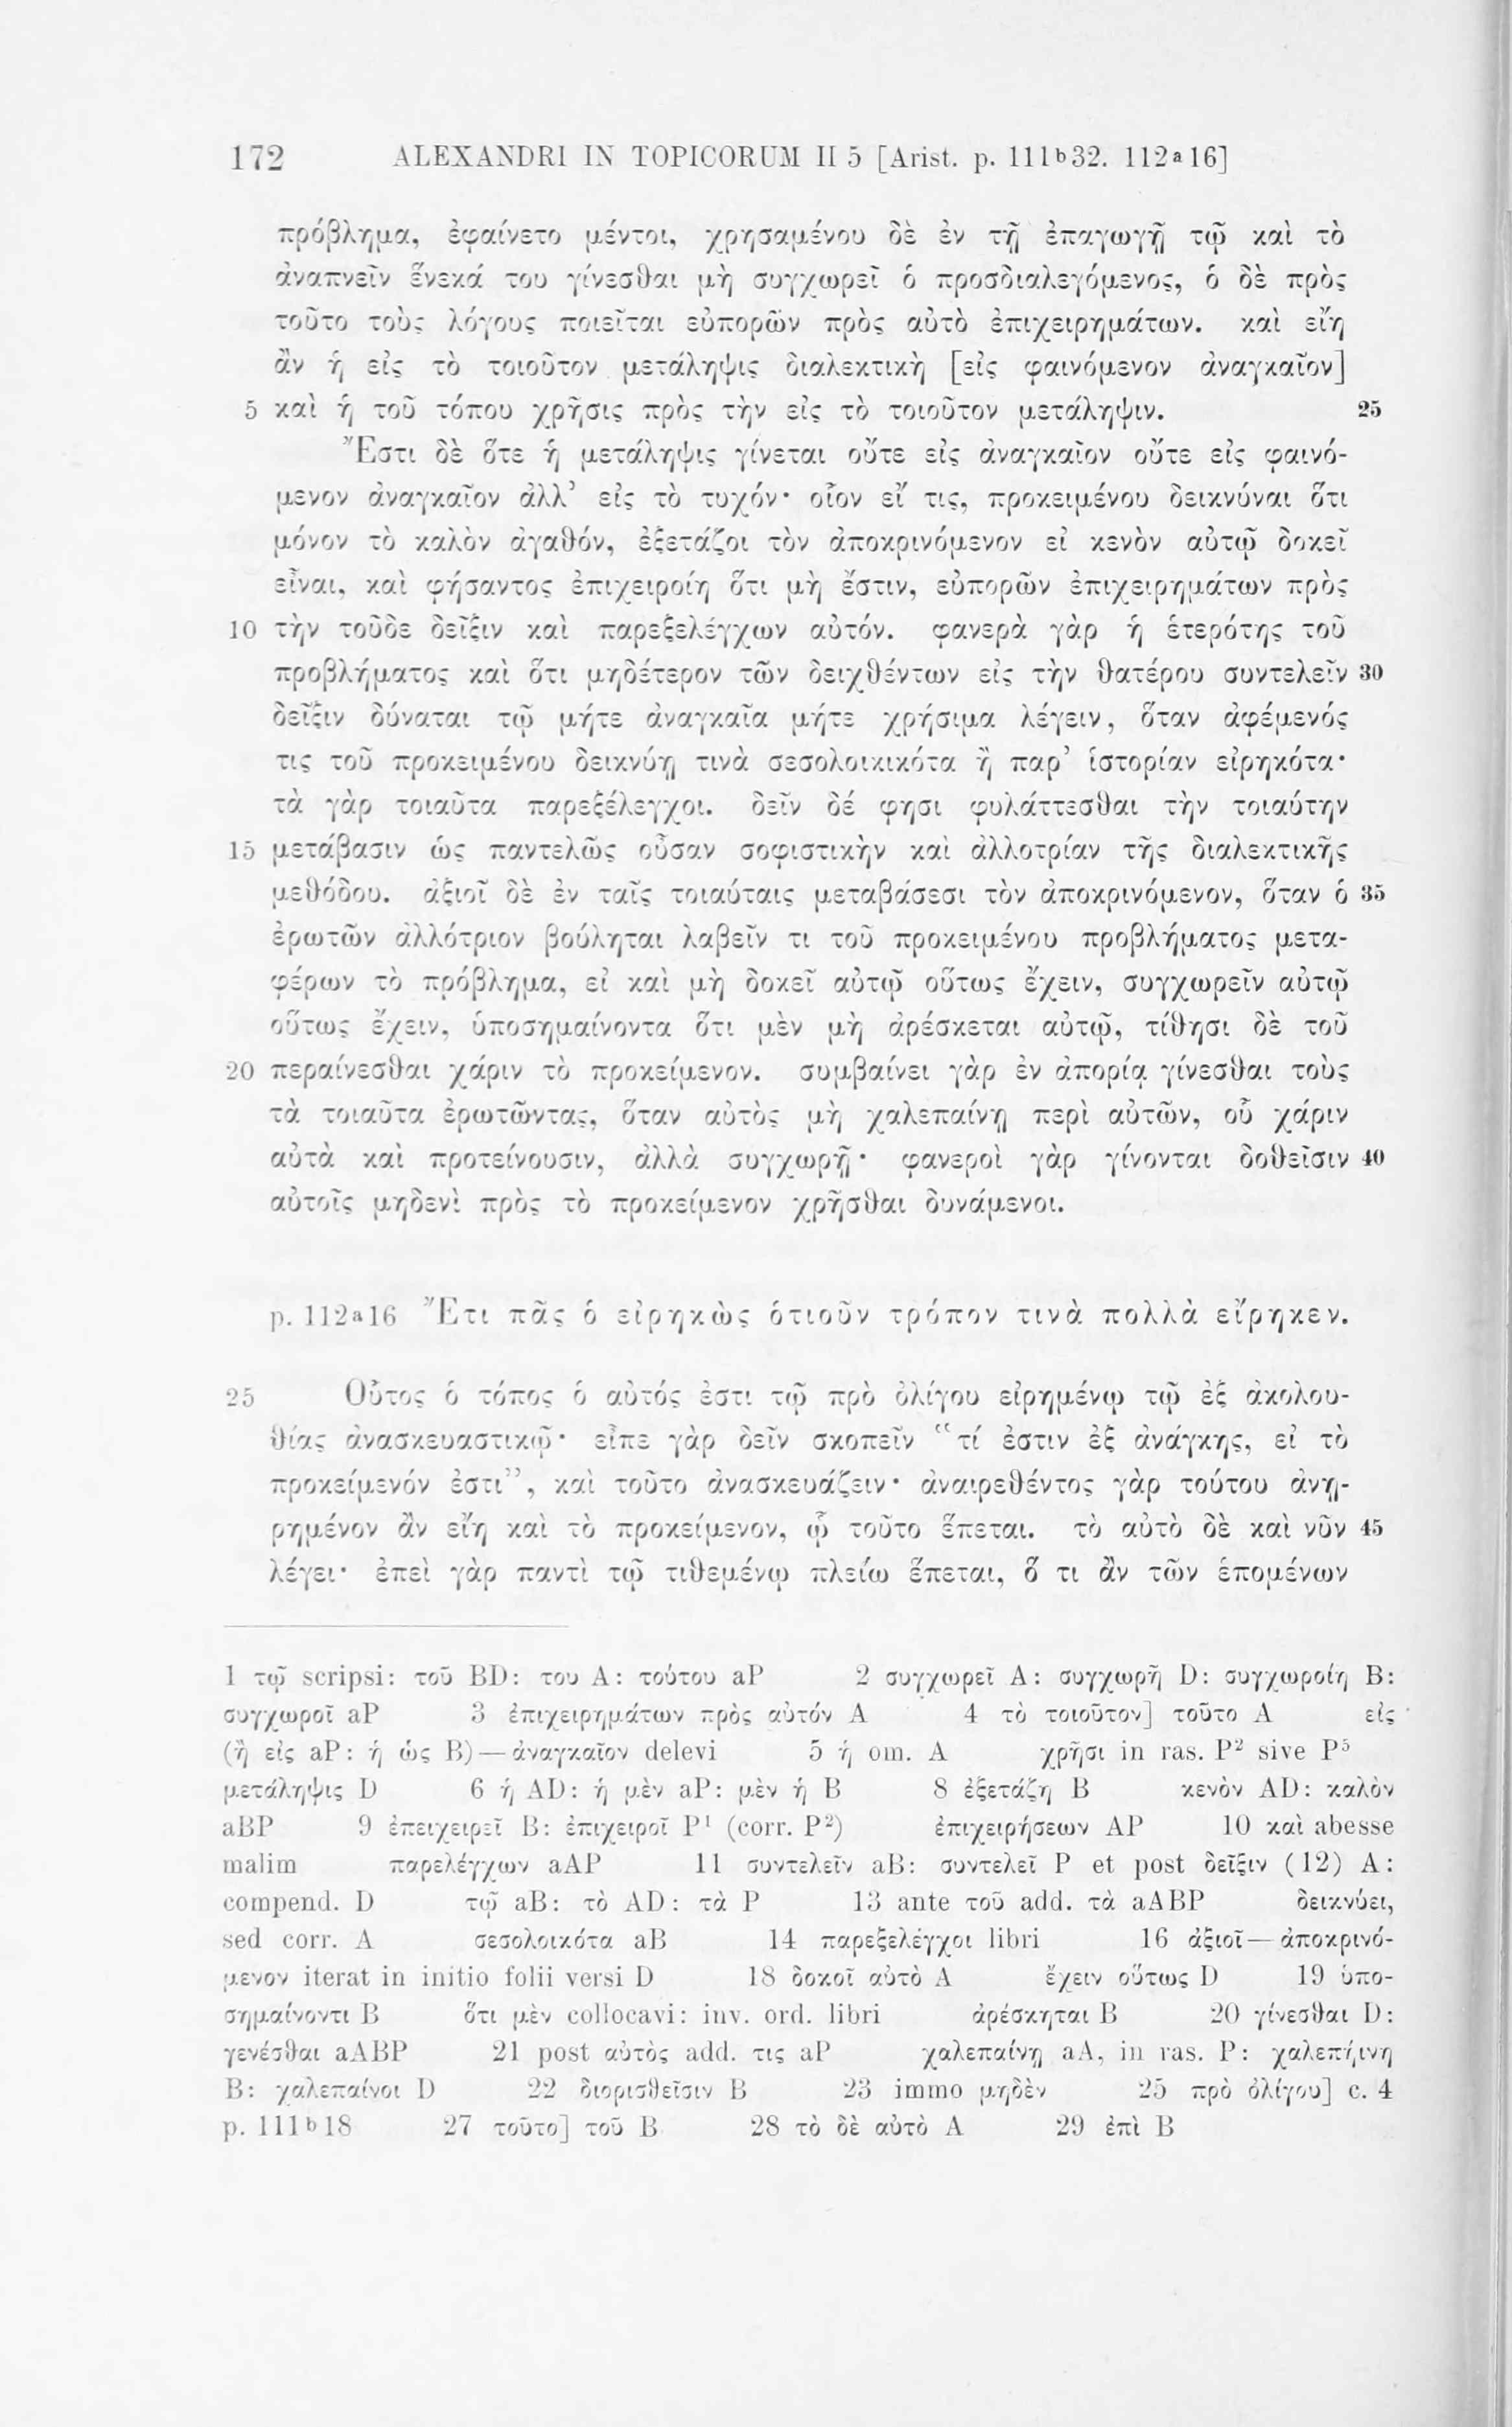 172 ALEXANDRI IN TOPICORUM II 5 [Arist. p. 111b32. 112a16]
πρόβλημα, ἐφαίνετο μέντοι, χρησαμένου δὲ ἐν τῇ ἐπαγωγῇ τῷ καὶ τὸ
ἀναπνεῖν ἕνεκά του γίνεσθαι μὴ συγχωρεῖ ὁ προσδιαλεγόμενος, ὁ δὲ πρὸς
τοῦτο τοὺς λόγους ποιεῖται εὐπορῶν πρὸς αὐτὸ ἐπιχειρημάτων. καὶ εἴη
ἂν ἡ εἰς τὸ τοιοῦτον μετάληψις διαλεκτικὴ [εἰς φαινόμενον ἀναγκαῖον]
5 καὶ ἡ τοῦ τόπου χρῆσις πρὸς τὴν εἰς τὸ τοιοῦτον μετάληψιν. 25
Ἔστι δὲ ὅτε ἡ μετάληψις γίνεται οὔτε εἰς ἀναγκαῖον οὔτε εἰς φαινό-
μενον ἀναγκαῖον ἀλλ’ εἰς τὸ τυχόν· οἷον εἴ τις, προκειμένου δεικνύναι ὅτι
μόνον τὸ καλὸν ἀγαθόν, ἐξετάζοι τὸν ἀποκρινόμενον εἰ κενὸν αὐτῷ δοκεῖ
εἶναι, καὶ φήσαντος ἐπιχειροίη ὅτι μὴ ἔστιν, εὐπορῶν ἐπιχειρημάτων πρὸς
10 τὴν τοῦδε δεῖξιν καὶ παρεξελέγχων αὐτόν. φανερὰ γὰρ ἡ ἑτερότης τοῦ
προβλήματος καὶ ὅτι μηδέτερον τῶν δειχθέντων εἰς τὴν θατέρου συντελεῖν 30
δεῖξιν δύναται τῷ μήτε ἀναγκαῖα μήτε χρήσιμα λέγειν, ὅταν ἀφέμενός
τις τοῦ προκειμένου δεικνύῃ τινὰ σεσολοικικότα ἢ παρ’ ἱστορίαν εἰρηκότα·
τὰ γὰρ τοιαῦτα παρεξέλεγχοι. δεῖν δέ φησι φυλάττεσθαι τὴν τοιαύτην
15 μετάβασιν ὡς παντελῶς οὖσαν σοφιστικὴν καὶ ἀλλοτρίαν τῆς διαλεκτικῆς
μεθόδου. ἀξιοῖ δὲ ἐν ταῖς τοιαύταις μεταβάσεσι τὸν ἀποκρινόμενον, ὅταν ὁ 35
ἐρωτῶν ἀλλότριον βούληται λαβεῖν τι τοῦ προκειμένου προβλήματος μετα-
φέρων τὸ πρόβλημα, εἰ καὶ μὴ δοκεῖ αὐτῷ οὕτως ἔχειν, συγχωρεῖν αὐτῷ
οὕτως ἔχειν, ὑποσημαίνοντα ὅτι μὲν μὴ ἀρέσκεται αὐτῷ, τίθησι δὲ τοῦ
20 περαίνεσθαι χάριν τὸ προκείμενον. συμβαίνει γὰρ ἐν ἀπορίᾳ γίνεσθαι τοὺς
τὰ τοιαῦτα ἐρωτῶντας, ὅταν αὐτὸς μὴ χαλεπαίνῃ περὶ αὐτῶν, οὗ χάριν
αὐτὰ καὶ προτείνουσιν, ἀλλὰ συγχωρῇ· φανεροὶ γὰρ γίνονται δοθεῖσιν 40
αὐτοῖς μηδενὶ πρὸς τὸ προκείμενον χρῆσθαι δυνάμενοι.
p. 112a16 Ἔτι πᾶς ὁ εἰρηκὼς ὁτιοῦν τρόπον τινὰ πολλὰ εἴρηκεν.
25 Οὗτος ὁ τόπος ὁ αὐτός ἐστι τῷ πρὸ ὀλίγου εἰρημένῳ τῷ ἐξ ἀκολου-
θίας ἀνασκευαστικῷ· εἶπε γὰρ δεῖν σκοπεῖν “τί ἐστιν ἐξ ἀνάγκης, εἰ τὸ
προκείμενόν ἐστι”, καὶ τοῦτο ἀνασκευάζειν· ἀναιρεθέντος γὰρ τούτου ἀνῃ-
ρημένον ἂν εἴη καὶ τὸ προκείμενον, ᾧ τοῦτο ἕπεται. τὸ αὐτὸ δὲ καὶ νῦν 45
λέγει· ἐπεὶ γὰρ παντὶ τῷ τιθεμένῳ πλείω ἕπεται, ὅ τι ἂν τῶν ἑπομένων
1 τῷ scripsi: τοῦ BD: του A: τούτου aP 2 συγχωρεῖ A: συγχωρῆ D: συγχωροίη B:
συγχωροῖ aP 3 ἐπιχειρημάτων πρὸς αὐτόν A 4 τὸ τοιοῦτον] τοῦτο A εἰς
(ἢ εἰς aP: ἡ ὡς B)—ἀναγκαῖον delevi 5 ἡ om. A χρῆσι in ras. P2 sive P3
μετάληψις D 6 ἡ AD: ἡ μὲν aP: μὲν ἡ B 8 ἐξετάζη B κενὸν AD: καλὸν
aBP 9 ἐπειχειρεῖ B: ἐπιχειροῖ P1 (corr. P2) ἐπιχειρήσεων AP 10 καὶ abesse
malim παρελέγχων aAP 11 συντελεῖν aB: συντελεῖ P et post δεῖξιν (12) A:
compend. D τῷ aB: τὸ AD: τὰ P 13 ante τοῦ add. τὰ aABP δεικνύει,
sed corr. A σεσολοικότα aB 14 παρεξελέγχοι libri 16 ἀξιοῖ—ἀποκρινό-
μενον iterat in initio folii versi D 18 δοκοῖ αὐτὸ A ἔχειν οὕτως D 19 ὑπο-
σημαίνοντι B ὅτι μὲν collocavi: inv. ord. libri ἀρέσκηται B 20 γίνεσθαι D:
γενέσθαι aABP 21 post αὐτὸς add. τις aP χαλεπαίνῃ aA, in ras. P: χαλεπήινη
B: χαλεπαίνοι D 22 διορισθεῖσιν B 23 immo μηδὲν 25 πρὸ ὀλίγου] c. 4
p. 111b18 27 τοῦτο] τοῦ B 28 τὸ δὲ αὐτὸ A 29 ἐπὶ B